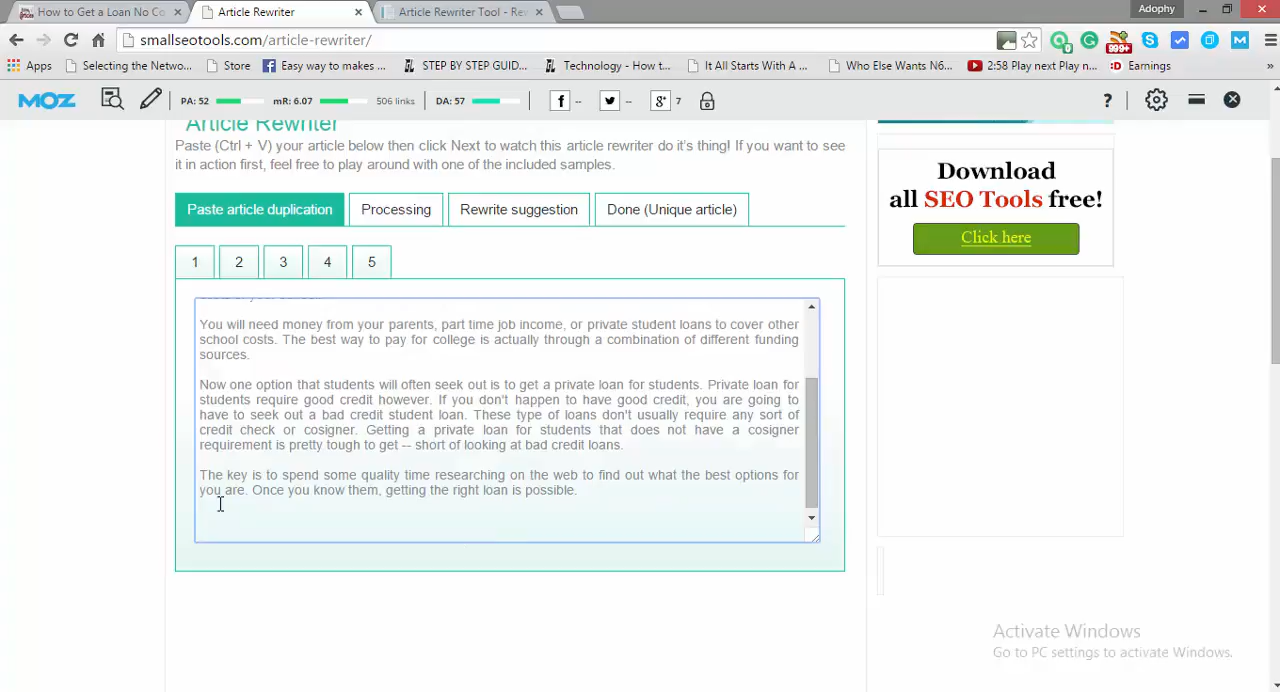 How to Get a Loan No Co
Article Rewriter
Article Rewriter Tool - Rew
Adophy
smallseotools.com/article-rewriter/
0
999+
Apps
Selecting the Netwo...
Store
Easy way to makes ...
STEP BY STEP GUID...
Technology - How t...
It All Starts With A ...
Who Else Wants N6...
2:58 Play next Play n...
Earnings
»
MOZ
PA: 52
mR: 6.07
506 links
DA: 57
f
--
--
g+
7
?
Article Rewriter
Paste (Ctrl + V) your article below then click Next to watch this article rewriter do it's thing! If you want to see
it in action first, feel free to play around with one of the included samples.
Paste article duplication
Processing
Rewrite suggestion
Done (Unique article)
1
2
3
4
5
You will need money from your parents, part time job income, or private student loans to cover other
school costs. The best way to pay for college is actually through a combination of different funding
sources.
Now one option that students will often seek out is to get a private loan for students. Private loan for
students require good credit however. If you don't happen to have good credit, you are going to
have to seek out a bad credit student loan. These type of loans don't usually require any sort of
credit check or cosigner. Getting a private loan for students that does not have a cosigner
requirement is pretty tough to get -- short of looking at bad credit loans.
The key is to spend some quality time researching on the web to find out what the best options for
you are. Once you know them, getting the right loan is possible.
Download
all SEO Tools free!
Click here
Activate Windows
Go to PC settings to activate Windows.